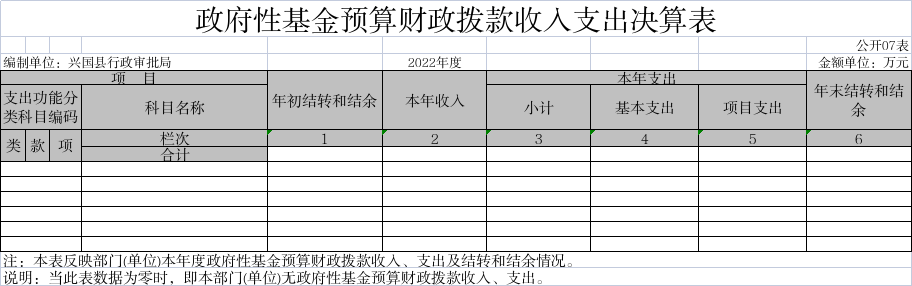 政府性基金预算财政拨款收入支出决算表
公开07表
编制单位：兴国县行政审批局 2022年度 金额单位：万元
项 目 年初结转和结余 本年收入 本年支出 年末结转和结余
支出功能分类科目编码 科目名称 小计 基本支出 项目支出
类 款 项 栏次 1 2 3 4 5 6
合计
注：本表反映部门(单位)本年度政府性基金预算财政拨款收入、支出及结转和结余情况。
说明：当此表数据为零时，即本部门(单位)无政府性基金预算财政拨款收入、支出。